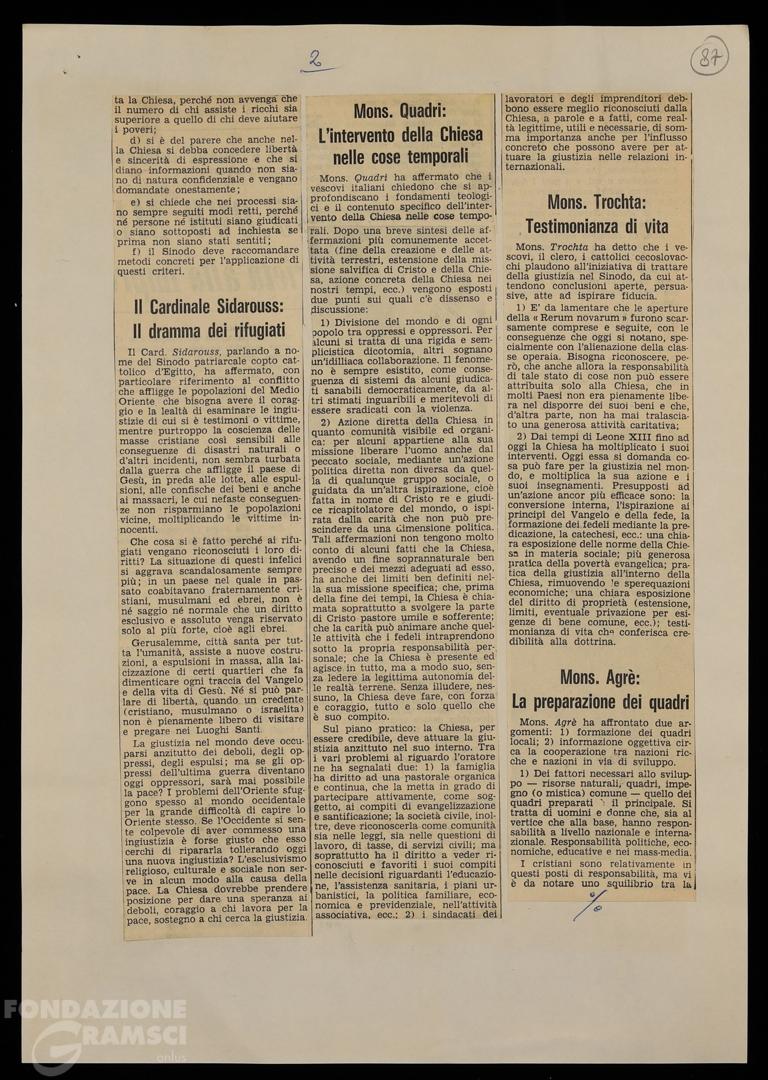 2
87
ta la Chiesa, perché non avvenga che
il numero di chi assiste i ricchi sia
superiore a quello di chi deve aiutare
i poveri;
d) si è del parere che anche nel-
la Chiesa si debba concedere libertà
e sincerità di espressione e che si
diano informazioni quando non sia-
no di natura confidenziale e vengano
domandate onestamente;
e) si chiede che nei processi sia-
no sempre seguiti modi retti, perché
né persone né istituti siano giudicati
o siano sottoposti ad inchiesta se
prima non siano stati sentiti;
f) il Sinodo deve raccomandare
metodi concreti per l'applicazione di
questi criteri.
Il Cardinale Sidarouss:
Il dramma dei rifugiati
Il Card. Sidarouss, parlando a no-
me del Sinodo patriarcale copto cat-
tolico d'Egitto, ha affermato, con
particolare riferimento al conflitto
che affligge le popolazioni del Medio
Oriente che bisogna avere il corag-
gio e la lealtà di esaminare le ingiu-
stizie di cui si è testimoni o vittime,
mentre purtroppo la coscienza delle
masse cristiane così sensibili alle
conseguenze di disastri naturali o
d'altri incidenti, non sembra turbata
dalla guerra che affligge il paese di
Gesù, in preda alle lotte, alle espul-
sioni, alle confische dei beni e anche
ai massacri, le cui nefaste conseguen-
ze non risparmiano le popolazioni
vicine, moltiplicando le vittime in-
nocenti.
Che cosa si è fatto perché ai rifu-
giati vengano riconosciuti i loro di-
ritti? La situazione di questi infelici
si aggrava scandalosamente sempre
più; in un paese nel quale in pas-
sato coabitavano fraternamente cri-
stiani, musulmani ed ebrei, non è
né saggio né normale che un diritto
esclusivo e assoluto venga riservato
solo al più forte, cioè agli ebrei.
Gerusalemme, città santa per tut-
ta l'umanità, assiste a nuove costru-
zioni, a espulsioni in massa, alla lai-
cizzazione di certi quartieri che fa
dimenticare ogni traccia del Vangelo
e della vita di Gesù. Né si può par-
lare di libertà, quando un credente
(cristiano, musulmano o israelita)
non è pienamente libero di visitare
e pregare nei Luoghi Santi.
La giustizia nel mondo deve occu-
parsi anzitutto dei deboli, degli op-
pressi, degli espulsi; ma se gli op-
pressi dell'ultima guerra diventano
oggi oppressori, sarà mai possibile
la pace? I problemi dell'Oriente sfug-
gono spesso al mondo occidentale
per la grande difficoltà di capire lo
Oriente stesso. Se l'Occidente si sen-
te colpevole di aver commesso una
ingiustizia è forse giusto che esso
cerchi di ripararla tollerando oggi
una nuova ingiustizia? L'esclusivismo
religioso, culturale e sociale non ser-
ve in alcun modo alla causa della
pace. La Chiesa dovrebbe prendere
posizione per dare una speranza ai
deboli, coraggio a chi lavora per la
pace, sostegno a chi cerca la giustizia.
Mons. Quadri:
L'intervento della Chiesa
nelle cose temporali
Mons. Quadri ha affermato che i
vescovi italiani chiedono che si ap-
profondiscano i fondamenti teologi-
ci e il contenuto specifico dell'inter-
vento della Chiesa nelle cose tempo-
rali. Dopo una breve sintesi delle af-
fermazioni più comunemente accet-
tata (fine della creazione e delle at-
tività terrestri, estensione della mis-
sione salvifica di Cristo e della Chie-
sa, azione concreta della Chiesa nei
nostri tempi, ecc.) vengono esposti
due punti sui quali c'è dissenso e
discussione:
1) Divisione del mondo e di ogni
popolo tra oppressi e oppressori. Per
alcuni si tratta di una rigida e sem-
plicistica dicotomia, altri sognano
un'idilliaca collaborazione. Il fenome-
no è sempre esistito, come conse-
guenza di sistemi da alcuni giudica-
ti sanabili democraticamente, da al-
tri stimati inguaribili e meritevoli di
essere sradicati con la violenza.
2) Azione diretta della Chiesa in
quanto comunità visibile ed organi-
ca: per alcuni appartiene alla sua
missione liberare l'uomo anche dal
peccato sociale, mediante un'azione
politica diretta non diversa da quel-
la di qualunque gruppo sociale, o
guidata da un'altra ispirazione, cioè
fatta in nome di Cristo re e giudi-
ce ricapitolatore del mondo, o ispi-
rata dalla carità che non può pre-
scindere da una dimensione politica.
Tali affermazioni non tengono molto
conto di alcuni fatti che la Chiesa,
avendo un fine soprannaturale ben
preciso e dei mezzi adeguati ad esso,
ha anche dei limiti ben definiti nel-
la sua missione specifica; che, prima
della fine dei tempi, la Chiesa è chia-
mata soprattutto a svolgere la parte
di Cristo pastore umile e sofferente;
che la carità può animare anche quel-
le attività che i fedeli intraprendono
sotto la propria responsabilità per-
sonale; che la Chiesa è presente ed
agisce in tutto, ma a modo suo, sen-
za ledere la legittima autonomia del-
le realtà terrene. Senza illudere, nes-
suno, la Chiesa deve fare, con forza
e coraggio, tutto e solo quello che
è suo compito.
Sul piano pratico: la Chiesa, per
essere credibile, deve attuare la giu-
stizia anzitutto nel suo interno. Tra
i vari problemi al riguardo l'oratore
ne ha segnalati due: 1) la famiglia
ha diritto ad una pastorale organica
e continua, che la metta in grado di
partecipare attivamente, come sog-
getto, ai compiti di evangelizzazione
e santificazione; la società civile, inol-
tre, deve riconoscerla come comunità
sia nelle leggi, sia nelle questioni di
lavoro, di tasse, di servizi civili; ma
soprattutto ha il diritto a veder ri-
conosciuti e favoriti i suoi compiti
nelle decisioni riguardanti l'educazio-
ne, l'assistenza sanitaria, i piani ur-
banistici, la politica familiare, eco-
nomica e previdenziale, nell'attività
associativa, ecc.; 2) i sindacati dei
lavoratori e degli imprenditori deb-
bono essere meglio riconosciuti dalla
Chiesa, a parole e a fatti, come real-
tà legittime, utili e necessarie, di som-
ma importanza anche per l'influsso
concreto che possono avere per at-
tuare la giustizia nelle relazioni in-
ternazionali.
Mons. Trochta:
Testimonianza di vita
Mons. Trochta ha detto che i ve-
scovi, il clero, i cattolici cecoslovac-
chi plaudono all'iniziativa di trattare
della giustizia nel Sinodo, da cui at-
tendono conclusioni aperte, persua-
sive, atte ad ispirare fiducia.
1) E' da lamentare che le aperture
della « Rerum novarum » furono scar-
samente comprese e seguite, con le
conseguenze che oggi si notano, spe-
cialmente con l'alienazione della clas-
se operaia. Bisogna riconoscere, pe-
rò, che anche allora la responsabilità
di tale stato di cose non può essere
attribuita solo alla Chiesa, che in
molti Paesi non era pienamente libe-
ra nel disporre dei suoi beni e che,
d'altra parte, non ha mai tralascia-
to una generosa attività caritativa;
2) Dai tempi di Leone XIII fino ad
oggi la Chiesa ha moltiplicato i suoi
interventi. Oggi essa si domanda co-
sa può fare per la giustizia nel mon-
do, e moltiplica la sua azione e i
suoi insegnamenti. Presupposti ad
un'azione ancor più efficace sono: la
conversione interna, l'ispirazione ai
principi del Vangelo e della fede, la
formazione dei fedeli mediante la pre-
dicazione, la catechesi, ecc.: una chia-
ra esposizione delle norme della Chie-
sa in materia sociale; più generosa
pratica della povertà evangelica; pra-
tica della giustizia all'interno della
Chiesa, rimuovendo le sperequazioni
economiche; una chiara esposizione
del diritto di proprietà (estensione,
limiti, eventuale privazione per esi-
genze di bene comune, ecc.); testi-
monianza di vita che conferisca cre-
dibilità alla dottrina.
Mons. Agrè:
La preparazione dei quadri
Mons. Agrè ha affrontato due ar-
gomenti: 1) formazione dei quadri
locali; 2) informazione oggettiva cir-
ca la cooperazione tra nazioni ric-
che e nazioni in via di sviluppo.
1) Dei fattori necessari allo svilup-
po — risorse naturali, quadri, impe-
gno (o mistica) comune — quello dei
quadri preparati il principale. Si
tratta di uomini e donne che, sia al
vertice che alla base, hanno respon-
sabilità a livello nazionale e interna-
zionale. Responsabilità politiche, eco-
nomiche, educative e nei mass-media.
I cristiani sono relativamente in
questi posti di responsabilità, ma vi
è da notare uno squilibrio tra la
%
FONDAZIONE
GRAMSCI
onlus